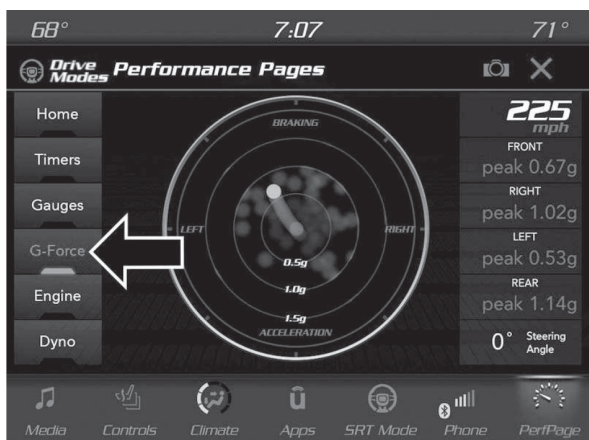 68° 7:07 71°
Drive Modes Performance Pages
Home
Timers
Gauges
G-Force
Engine
Dyno
BRAKING
LEFT
RIGHT
0.5g
1.0g
1.5g
ACCELERATION
225
mph
FRONT
peak 0.67g
RIGHT
peak 1.02g
LEFT
peak 0.53g
REAR
peak 1.14g
0° Steering
Angle
Media Controls Climate Apps SRT Mode Phone PerfPage